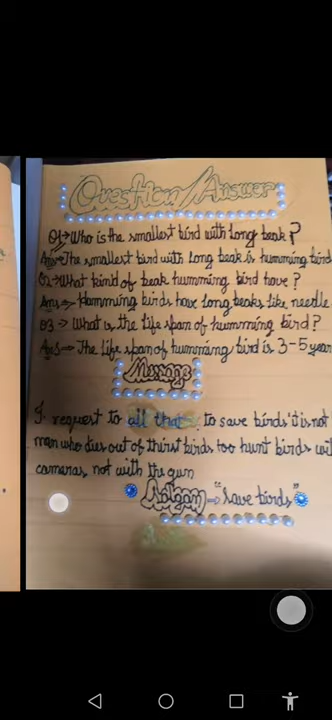 Question/Answer
Q1→Who is the smallest bird with long beak?
Ans→The smallest bird with long beak is humming bird
Q2→What kind of beak humming bird have?
Ans→Hamming birds have long beaks like needle
Q3→What is the life span of humming bird?
Ans→The life span of humming bird is 3-5 year
Message
I request to all that to save birds it is not
man who dies out of thirst birds too hunt birds wi
cameras not with the gun
→"save birds"